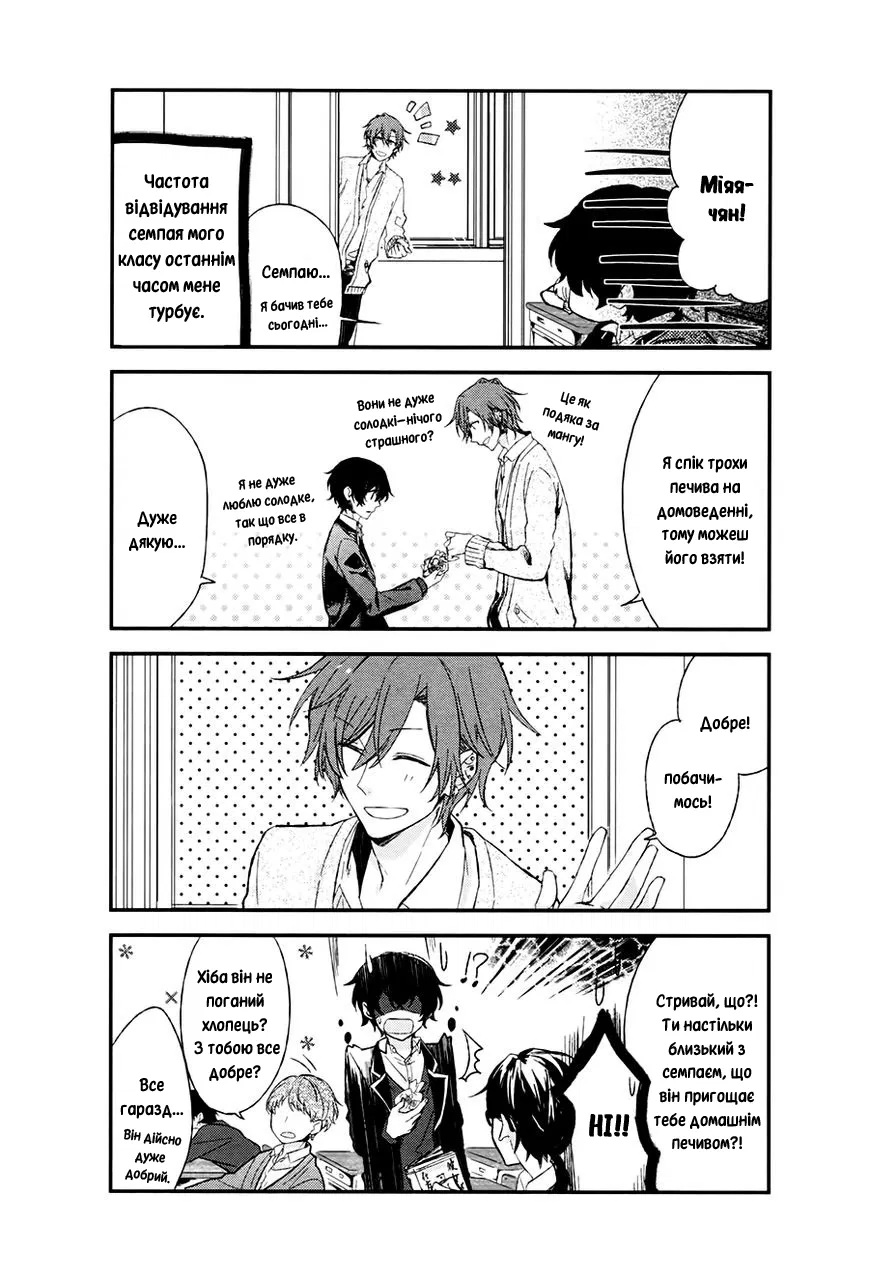 Міяя-
чян!
Семпаю...
Я бачив тебе
сьогодні...
Частота
відвідування
семпая мого
класу останнім
часом мене
турбує.
Я спік трохи
печива на
домоведенні,
тому можеш
його взяти!
Це як
подяка за
мангу!
Вони не дуже
солодкі—нічого
страшного?
Я не дуже
люблю солодке,
так що все в
порядку.
Дуже
дякую...
Добре!
побачи-
мось!
Стривай, що?!
Ти настільки
близький з
семпаєм, що
він пригощає
тебе домашнім
печивом?!
НІ!!
!?
Хіба він не
поганий
хлопець?
З тобою все
добре?
Все
гаразд...
Він дійсно
дуже
Добрий.